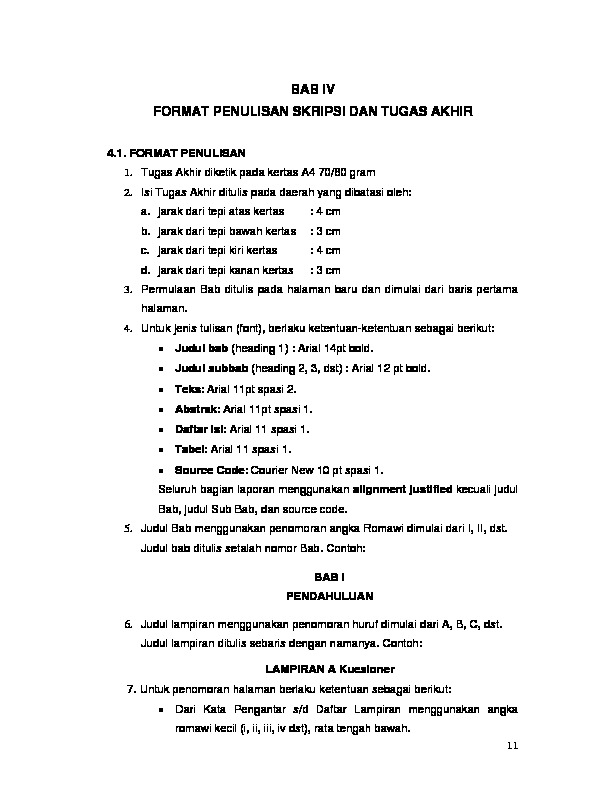 BAB IV
FORMAT PENULISAN SKRIPSI DAN TUGAS AKHIR
4.1. FORMAT PENULISAN
1. Tugas Akhir diketik pada kertas A4 70/80 gram
2. Isi Tugas Akhir ditulis pada daerah yang dibatasi oleh:
a. jarak dari tepi atas kertas : 4 cm
b. jarak dari tepi bawah kertas : 3 cm
c. jarak dari tepi kiri kertas : 4 cm
d. jarak dari tepi kanan kertas : 3 cm
3. Permulaan Bab ditulis pada halaman baru dan dimulai dari baris pertama
halaman.
4. Untuk jenis tulisan (font), berlaku ketentuan-ketentuan sebagai berikut:
• Judul bab (heading 1) : Arial 14pt bold.
• Judul subbab (heading 2, 3, dst) : Arial 12 pt bold.
• Teks: Arial 11pt spasi 2.
• Abstrak: Arial 11pt spasi 1.
• Daftar Isi: Arial 11 spasi 1.
• Tabel: Arial 11 spasi 1.
• Source Code: Courier New 10 pt spasi 1.
Seluruh bagian laporan menggunakan alignment justified kecuali judul
Bab, judul Sub Bab, dan source code.
5. Judul Bab menggunakan penomoran angka Romawi dimulai dari I, II, dst.
Judul bab ditulis setalah nomor Bab. Contoh:
BAB I
PENDAHULUAN
6. Judul lampiran menggunakan penomoran huruf dimulai dari A, B, C, dst.
Judul lampiran ditulis sebaris dengan namanya. Contoh:
LAMPIRAN A Kuesioner
7. Untuk penomoran halaman berlaku ketentuan sebagai berikut:
• Dari Kata Pengantar s/d Daftar Lampiran menggunakan angka
romawi kecil (i, ii, iii, iv dst), rata tengah bawah.
11